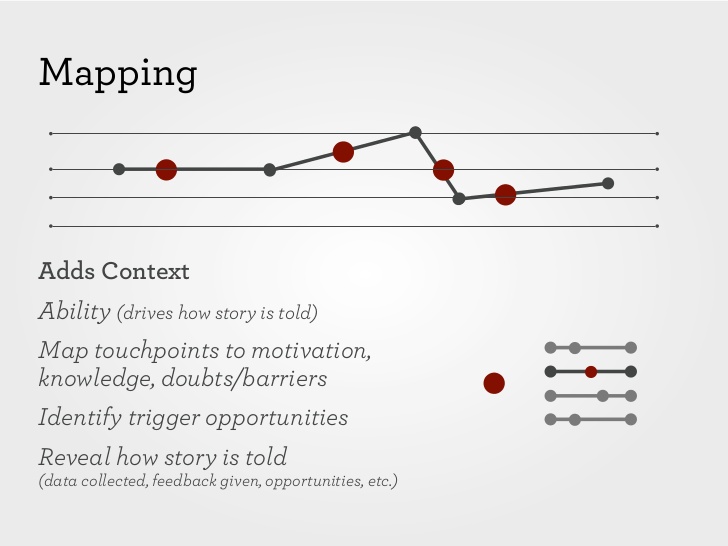 Mapping
Adds Context
Ability (drives how story is told)
Map touchpoints to motivation,
knowledge, doubts/barriers
Identify trigger opportunities
Reveal how story is told
(data collected, feedback given, opportunities, etc.)